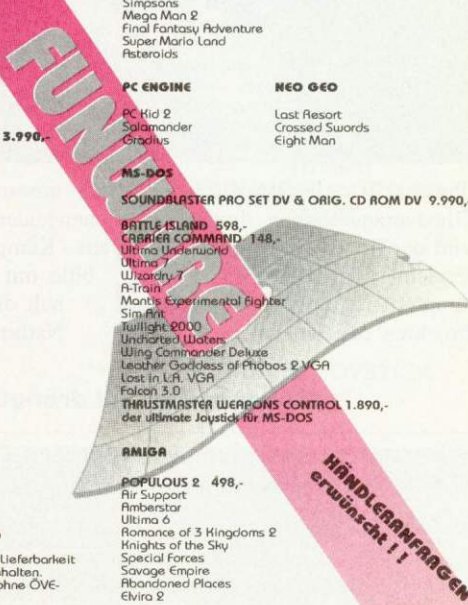 Simpsons
Mega Man 2
Final Fantasy Adventure
Super Mario Land
Asteroids
FUNWARE
3.990,-
PC ENGINE
PC Kid 2
Salamander
Gradius
NEO GEO
Last Resort
Crossed Swords
Eight Man
MS-DOS
SOUNDBLASTER PRO SET DV & ORIG. CD ROM DV 9.990,
BATTLE ISLAND 598,-
CARRIER COMMAND 148,-
Ultima Underworld
Ultima 7
Wizardry 7
A-Train
Mantis Experimental Fighter
Sim Ant
Twillight 2000
Uncharted Waters
Wing Commander Deluxe
Leather Goddess of Phobos 2 VGA
Lost in L.A. VGA
Falcon 3.0
THRUSTMASTER WEAPONS CONTROL 1.890,-
der ultimate Joystick für MS-DOS
AMIGA
POPULOUS 2 498,-
Air Support
Amberstar
Ultima 6
Romance of 3 Kingdoms 2
Knights of the Sky
Special Forces
Savage Empire
Abandoned Places
Elvira 2
HÄNDLERANFRAGEN
erwünscht ! !
Lieferbarkeit
halten.
ohne ÖVE-